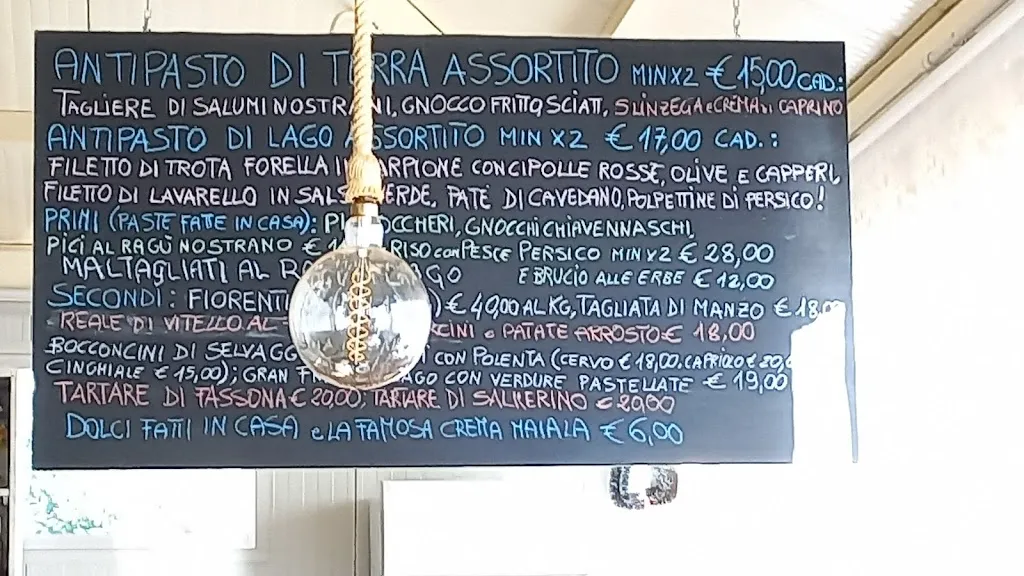 ANTIPASTO DI TERRA ASSORTITO MIN X2 € 15,00 CAD.:
TAGLIERE DI SALUMI NOSTRANI, GNOCCO FRITTO, SCIATT, SLINZEGA e CREMA DI CAPRINO
ANTIPASTO DI LAGO ASSORTITO MIN X2 € 17,00 CAD.:
FILETTO DI TROTA FORELLA IN CARPIONE CON CIPOLLE ROSSE, OLIVE E CAPPERI,
FILETTO DI LAVARELLO IN SALSA VERDE, PATÉ DI CAVEDANO, POLPETTINE DI PERSICO!
PRIMI (PASTE FATTE IN CASA): PIZZOCCHERI, GNOCCHI CHIAVENNASCHI,
PICI AL RAGÚ NOSTRANO € RISO con PESCE PERSICO MIN X2 € 28,00
MALTAGLIATI AL LAGO E BRUCIO ALLE ERBE € 12,00
SECONDI: FIORENTI ) € 40,00 AL KG, TAGLIATA DI MANZO € 18,00
REALE DI VITELLO AL PORCINI e PATATE ARROSTO € 18,00
BOCCONCINI DI SELVAGG CON POLENTA (CERVO € 18,00. CAPRIOLO € 20,0
CINGHIALE € 15,00); GRAN LAGO CON VERDURE PASTELLATE € 19,00
TARTARE DI FASSONA € 20,00; TARTARE DI SALMERINO € 20,00
DOLCI FATTI IN CASA e LA FAMOSA CREMA MAIALA € 6,00